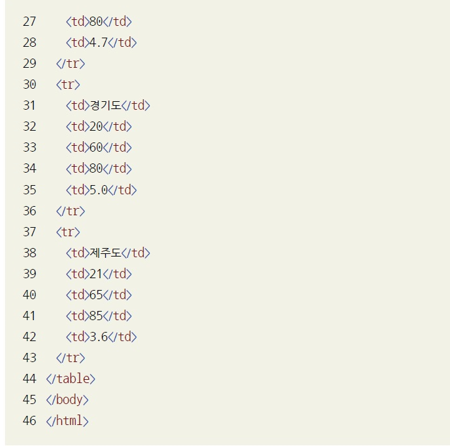 27 <td>80</td>
28 <td>4.7</td>
29 </tr>
30 <tr>
31 <td>경기도</td>
32 <td>20</td>
33 <td>60</td>
34 <td>80</td>
35 <td>5.0</td>
36 </tr>
37 <tr>
38 <td>제주도</td>
39 <td>21</td>
40 <td>65</td>
41 <td>85</td>
42 <td>3.6</td>
43 </tr>
44 </table>
45 </body>
46 </html>